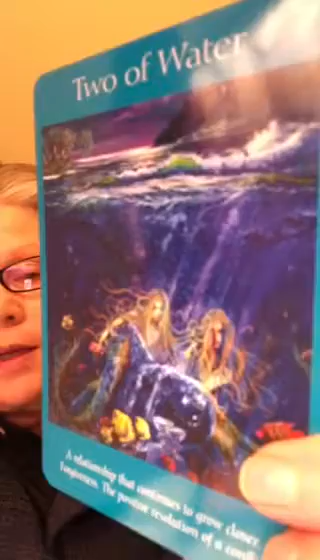 Two of Water
A relationship that continues to grow closer.
Forgiveness. The positive resolution of a